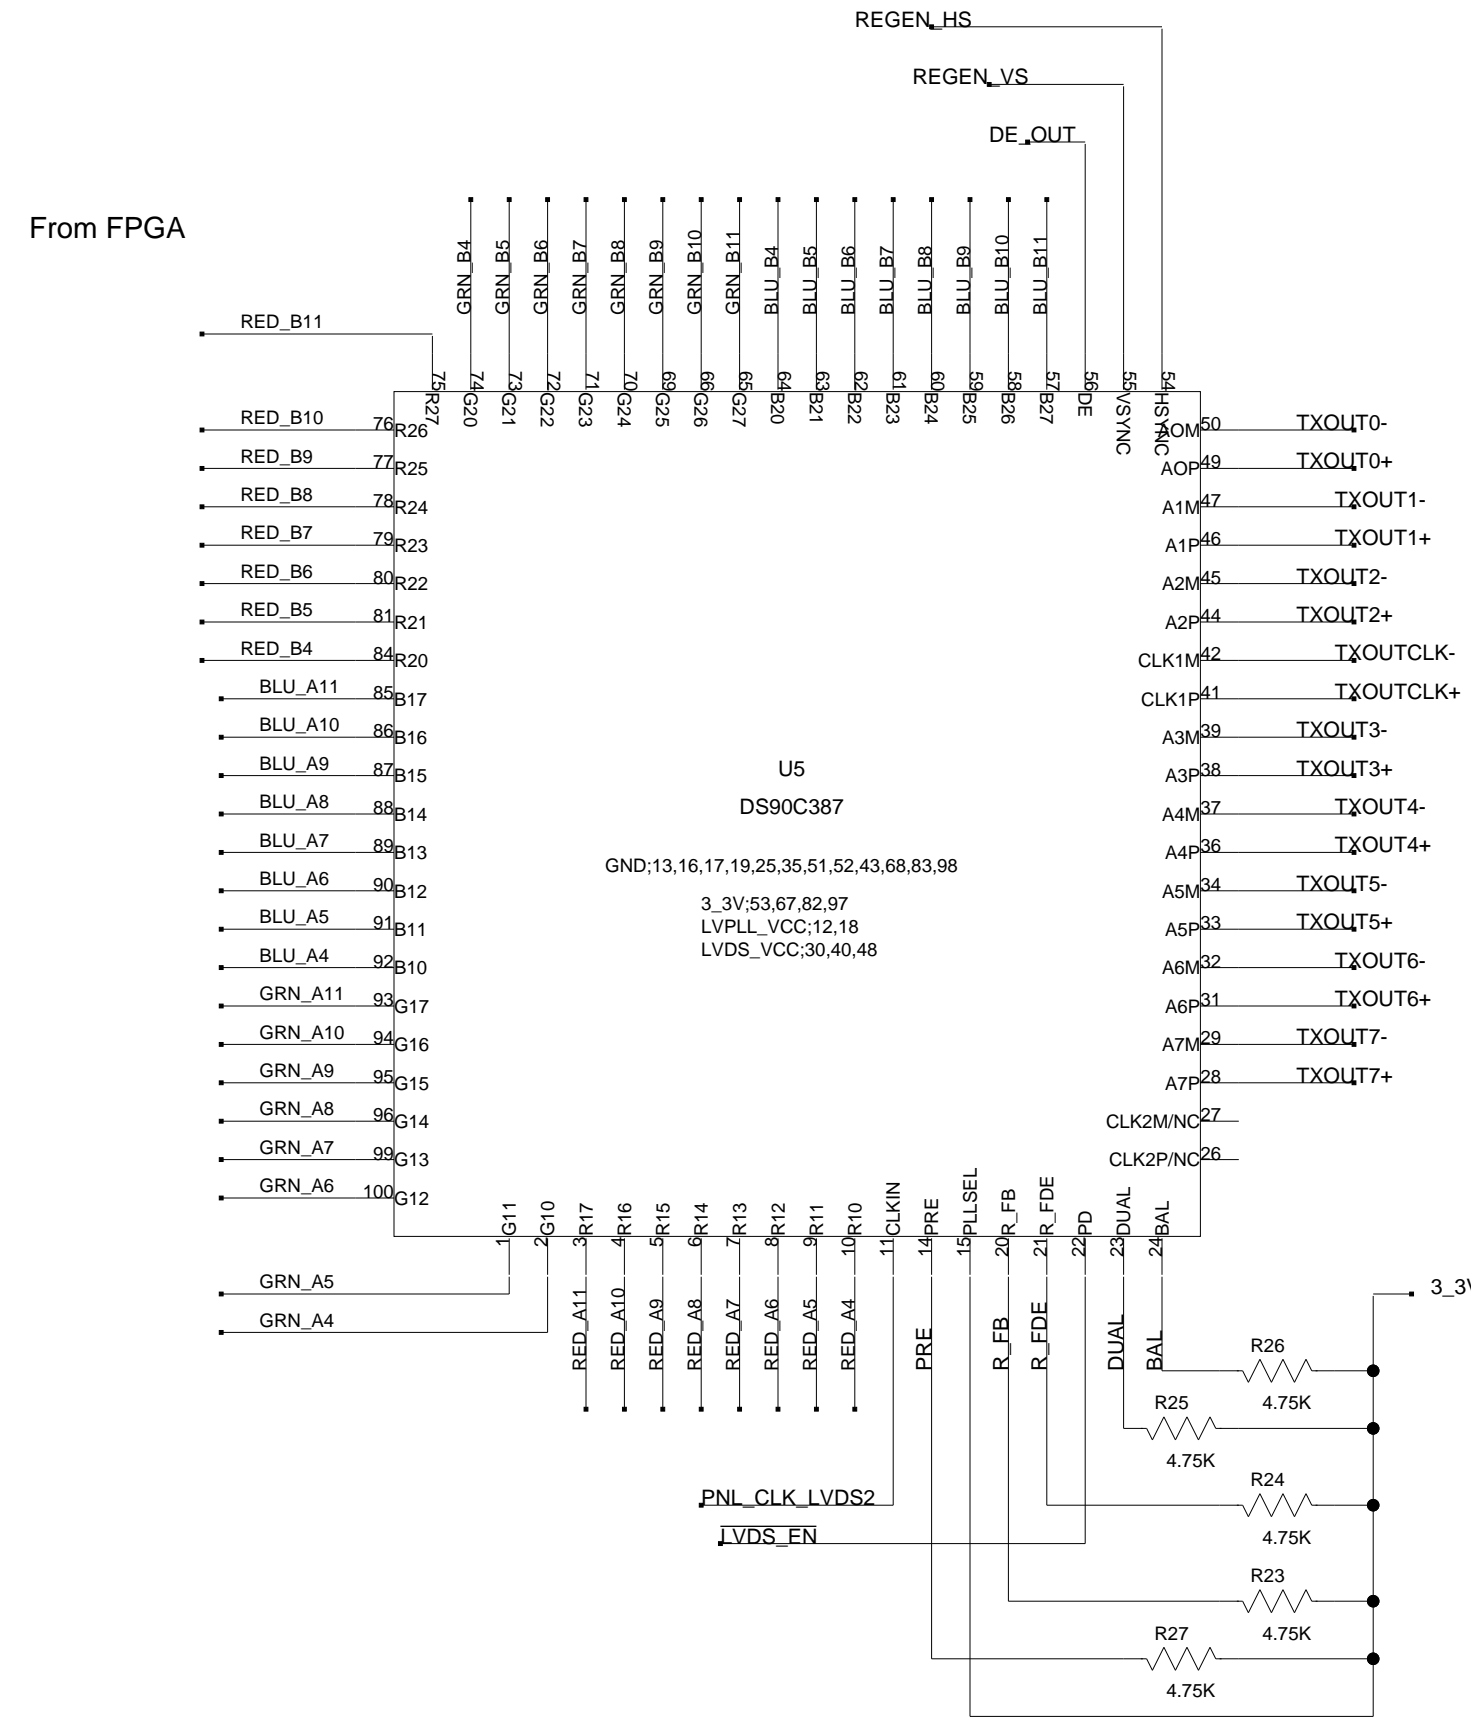 REGEN_HS
REGEN_VS
DE_OUT
From FPGA
GRN_B4
GRN_B5
GRN_B6
GRN_B7
GRN_B8
GRN_B9
GRN_B10
GRN_B11
BLU_B4
BLU_B5
BLU_B6
BLU_B7
BLU_B8
BLU_B9
BLU_B10
BLU_B11
RED_B11
75 R27
74 G20
73 G21
72 G22
71 G23
70 G24
69 G25
66 G26
65 G27
64 B20
63 B21
62 B22
61 B23
60 B24
59 B25
58 B26
57 B27
56 DE
55 VSYNC
54 HSYNC
RED_B10 76 R26
RED_B9 77 R25
RED_B8 78 R24
RED_B7 79 R23
RED_B6 80 R22
RED_B5 81 R21
RED_B4 84 R20
BLU_A11 85 B17
BLU_A10 86 B16
BLU_A9 87 B15
BLU_A8 88 B14
BLU_A7 89 B13
BLU_A6 90 B12
BLU_A5 91 B11
BLU_A4 92 B10
GRN_A11 93 G17
GRN_A10 94 G16
GRN_A9 95 G15
GRN_A8 96 G14
GRN_A7 99 G13
GRN_A6 100 G12
U5
DS90C387
GND;13,16,17,19,25,35,51,52,43,68,83,98
3_3V;53,67,82,97
LVPLL_VCC;12,18
LVDS_VCC;30,40,48
AOM 50 TXOUT0-
AOP 49 TXOUT0+
A1M 47 TXOUT1-
A1P 46 TXOUT1+
A2M 45 TXOUT2-
A2P 44 TXOUT2+
CLK1M 42 TXOUTCLK-
CLK1P 41 TXOUTCLK+
A3M 39 TXOUT3-
A3P 38 TXOUT3+
A4M 37 TXOUT4-
A4P 36 TXOUT4+
A5M 34 TXOUT5-
A5P 33 TXOUT5+
A6M 32 TXOUT6-
A6P 31 TXOUT6+
A7M 29 TXOUT7-
A7P 28 TXOUT7+
CLK2M/NC 27
CLK2P/NC 26
1 G11
2 G10
3 R17
4 R16
5 R15
6 R14
7 R13
8 R12
9 R11
10 R10
11 CLKIN
14 PRE
15 PLLSEL
20 R_FB
21 R_FDE
22 PD
23 DUAL
24 BAL
GRN_A5
GRN_A4
RED_A11
RED_A10
RED_A9
RED_A8
RED_A7
RED_A6
RED_A5
RED_A4
PRE
R_FB
R_FDE
DUAL
BAL
3_3V
R26
4.75K
R25
4.75K
PNL_CLK_LVDS2
LVDS_EN
R24
4.75K
R23
4.75K
R27
4.75K